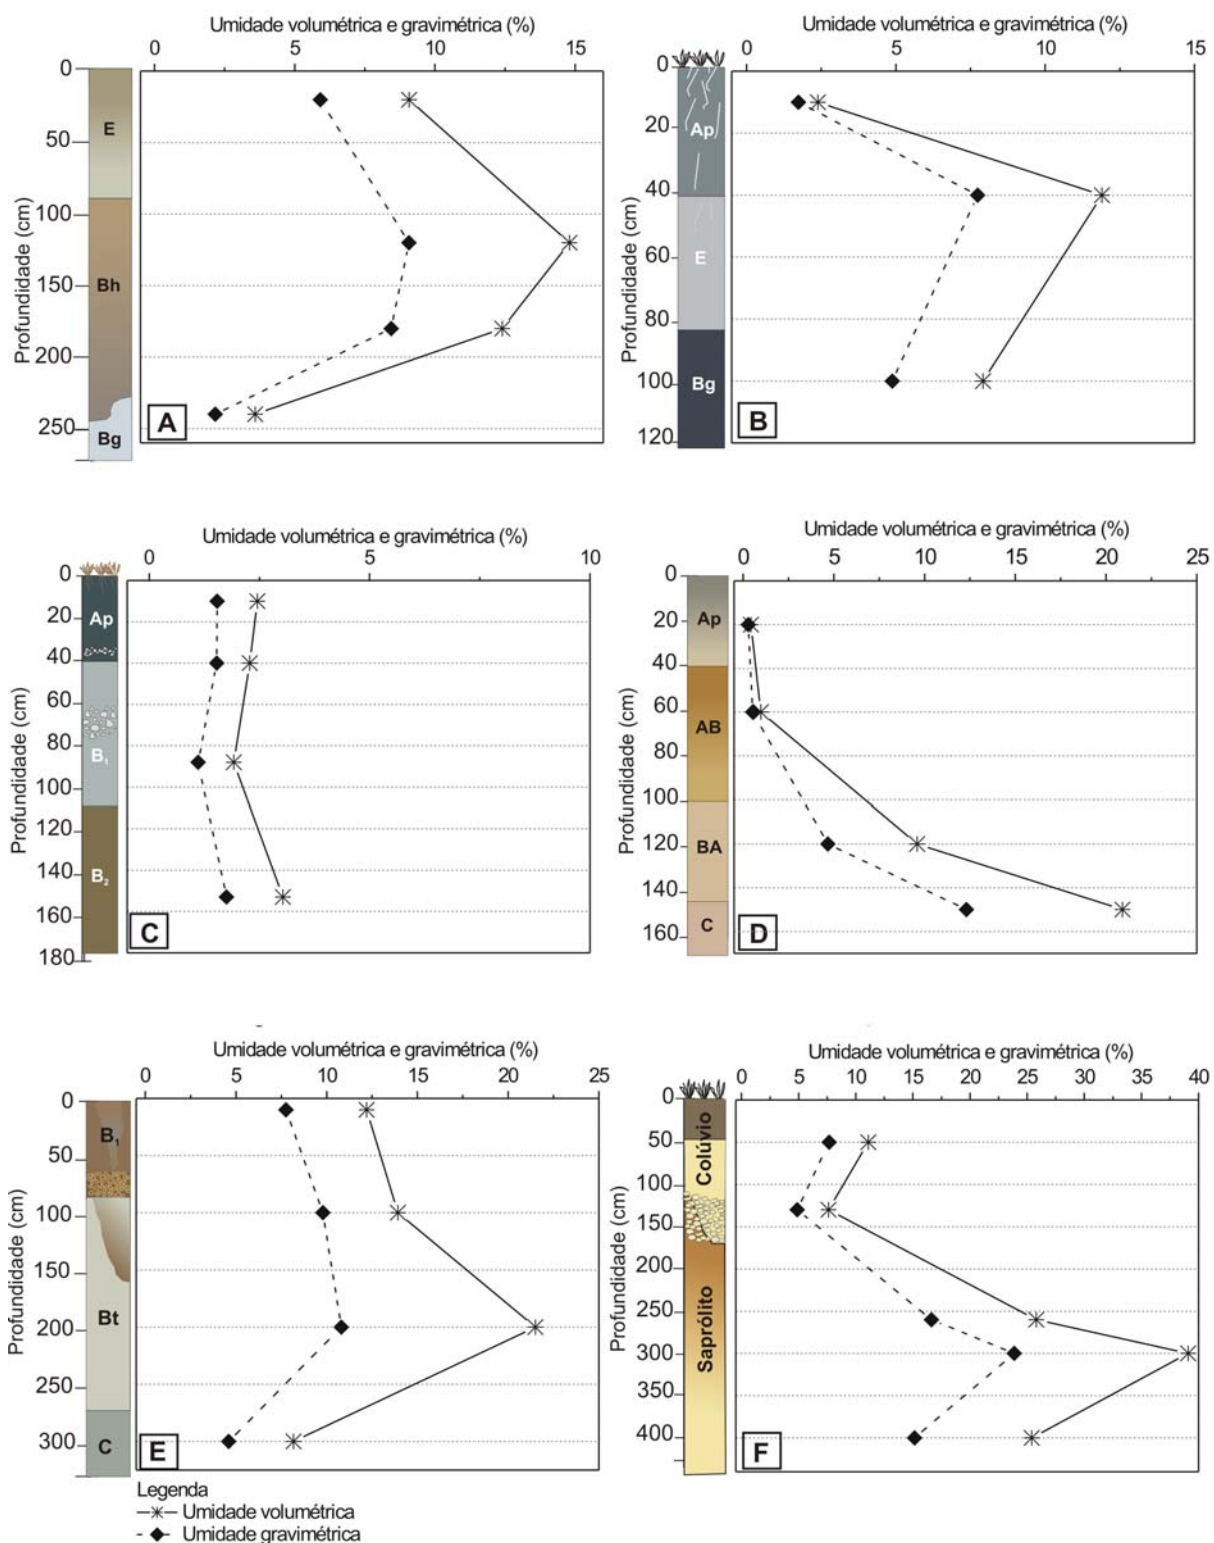 Umidade volumétrica e gravimétrica (%)
0 5 10 15
Profundidade (cm)
0
50
100
150
200
250
E
Bh
Bg
A
Umidade volumétrica e gravimétrica (%)
0 5 10 15
Profundidade (cm)
0
20
40
60
80
100
120
Ap
E
Bg
B
Umidade volumétrica e gravimétrica (%)
0 5 10
Profundidade (cm)
0
20
40
60
80
100
120
140
160
180
Ap
B₁
B₂
C
Umidade volumétrica e gravimétrica (%)
0 5 10 15 20 25
Profundidade (cm)
0
20
40
60
80
100
120
140
160
Ap
AB
BA
C
D
Umidade volumétrica e gravimétrica (%)
0 5 10 15 20 25
Profundidade (cm)
0
50
100
150
200
250
300
B₁
Bt
C
E
Umidade volumétrica e gravimétrica (%)
0 5 10 15 20 25 30 35 40
Profundidade (cm)
0
50
100
150
200
250
300
350
400
Colúvio
Saprólito
F
Legenda
Umidade volumétrica
Umidade gravimétrica